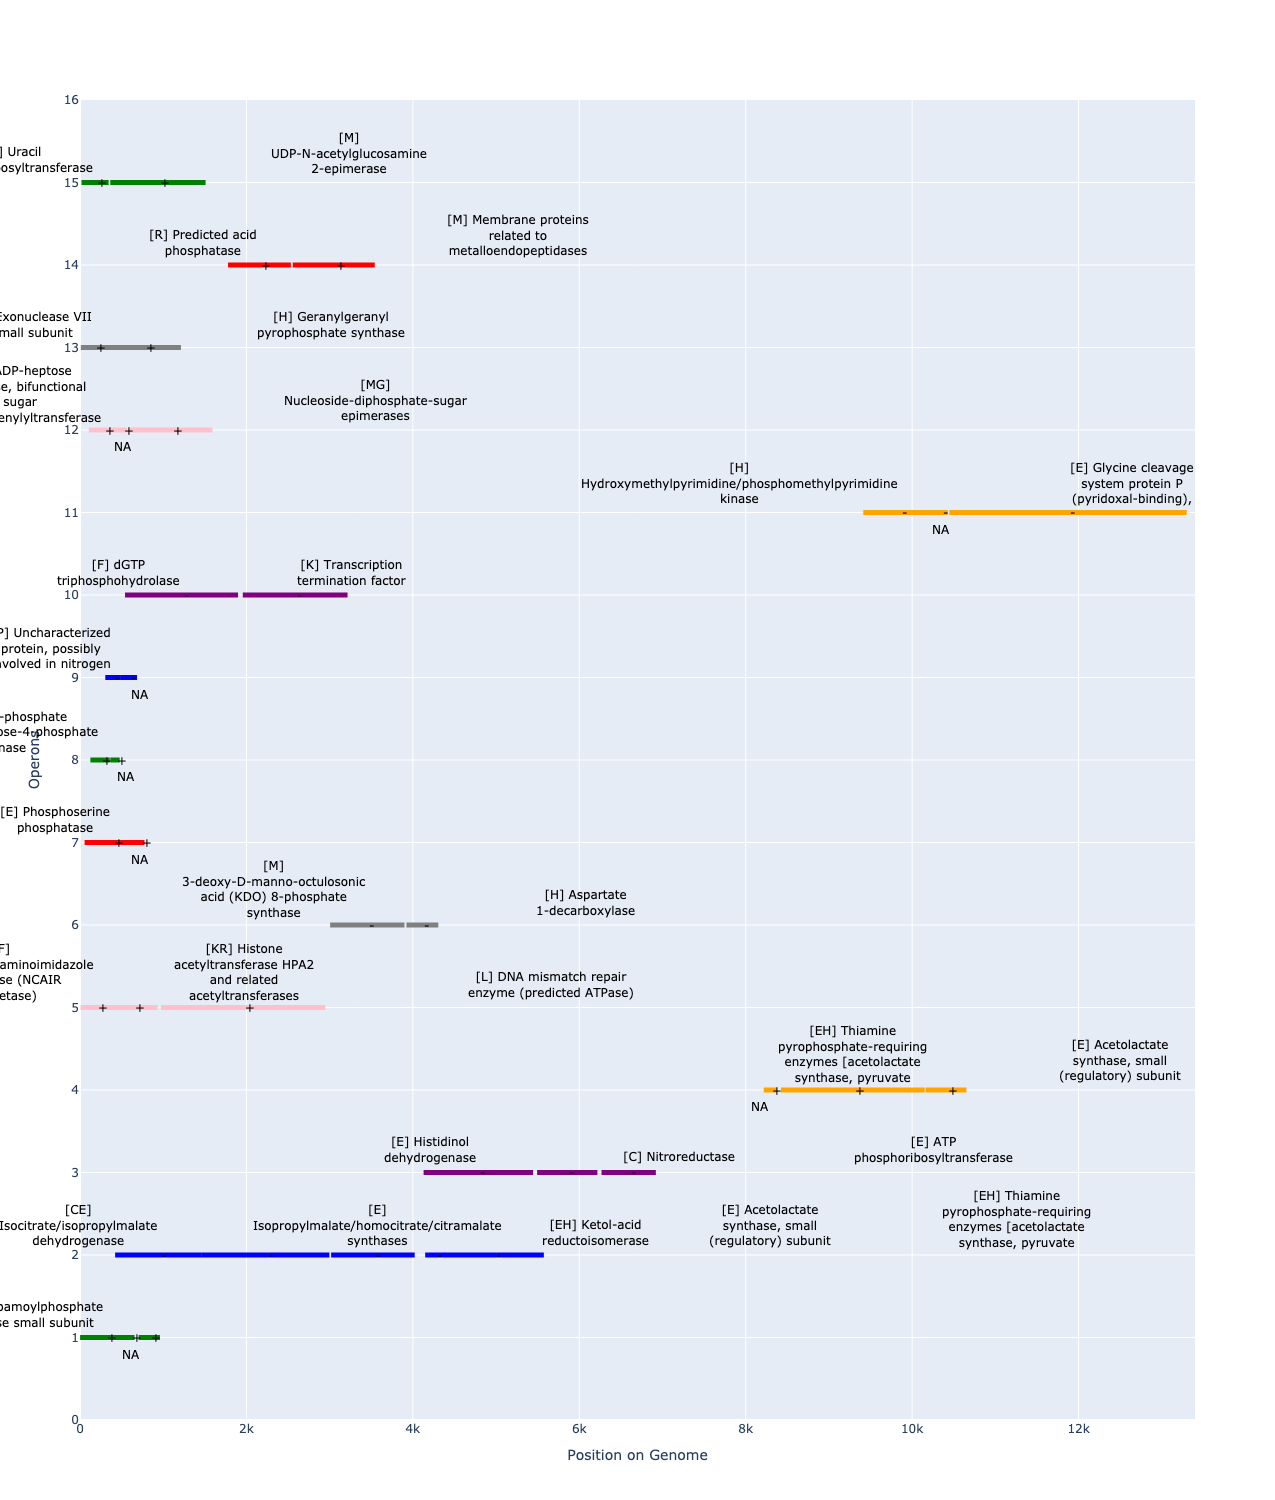 16
] Uracil
osyltransferase
[M]
UDP-N-acetylglucosamine
2-epimerase
15
[R] Predicted acid
phosphatase
[M] Membrane proteins
related to
metalloendopeptidases
14
Exonuclease VII
mall subunit
[H] Geranylgeranyl
pyrophosphate synthase
13
ADP-heptose
se, bifunctional
sugar
enylyltransferase
[MG]
Nucleoside-diphosphate-sugar
epimerases
12
NA
[H]
Hydroxymethylpyrimidine/phosphomethylpyrimidine
kinase
[E] Glycine cleavage
system protein P
(pyridoxal-binding),
11
NA
[F] dGTP
triphosphohydrolase
[K] Transcription
termination factor
10
P] Uncharacterized
protein, possibly
nvolved in nitrogen
9
NA
-phosphate
ose-4-phosphate
nase
8
NA
Operons
[E] Phosphoserine
phosphatase
7
NA
[M]
3-deoxy-D-manno-octulosonic
acid (KDO) 8-phosphate
synthase
[H] Aspartate
1-decarboxylase
6
F]
aminoimidazole
se (NCAIR
etase)
[KR] Histone
acetyltransferase HPA2
and related
acetyltransferases
[L] DNA mismatch repair
enzyme (predicted ATPase)
5
[EH] Thiamine
pyrophosphate-requiring
enzymes [acetolactate
synthase, pyruvate
[E] Acetolactate
synthase, small
(regulatory) subunit
4
NA
[E] Histidinol
dehydrogenase
[C] Nitroreductase
[E] ATP
phosphoribosyltransferase
3
[CE]
Isocitrate/isopropylmalate
dehydrogenase
[E]
Isopropylmalate/homocitrate/citramalate
synthases
[EH] Ketol-acid
reductoisomerase
[E] Acetolactate
synthase, small
(regulatory) subunit
[EH] Thiamine
pyrophosphate-requiring
enzymes [acetolactate
synthase, pyruvate
2
bamoylphosphate
se small subunit
1
NA
0
0 2k 4k 6k 8k 10k 12k
Position on Genome